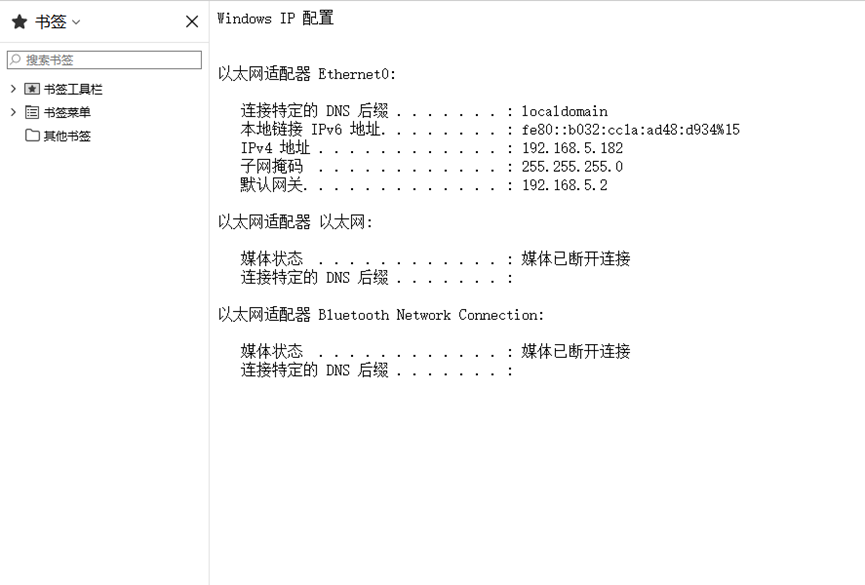 书签
搜索书签
书签工具栏
书签菜单
其他书签
Windows IP 配置
以太网适配器 Ethernet0:
连接特定的 DNS 后缀 . . . . . . . : localdomain
本地链接 IPv6 地址. . . . . . . . : fe80::b032:cc1a:ad48:d934%15
IPv4 地址 . . . . . . . . . . . . : 192.168.5.182
子网掩码  . . . . . . . . . . . . : 255.255.255.0
默认网关. . . . . . . . . . . . . : 192.168.5.2
以太网适配器 以太网:
媒体状态  . . . . . . . . . . . . : 媒体已断开连接
连接特定的 DNS 后缀 . . . . . . . :
以太网适配器 Bluetooth Network Connection:
媒体状态  . . . . . . . . . . . . : 媒体已断开连接
连接特定的 DNS 后缀 . . . . . . . :